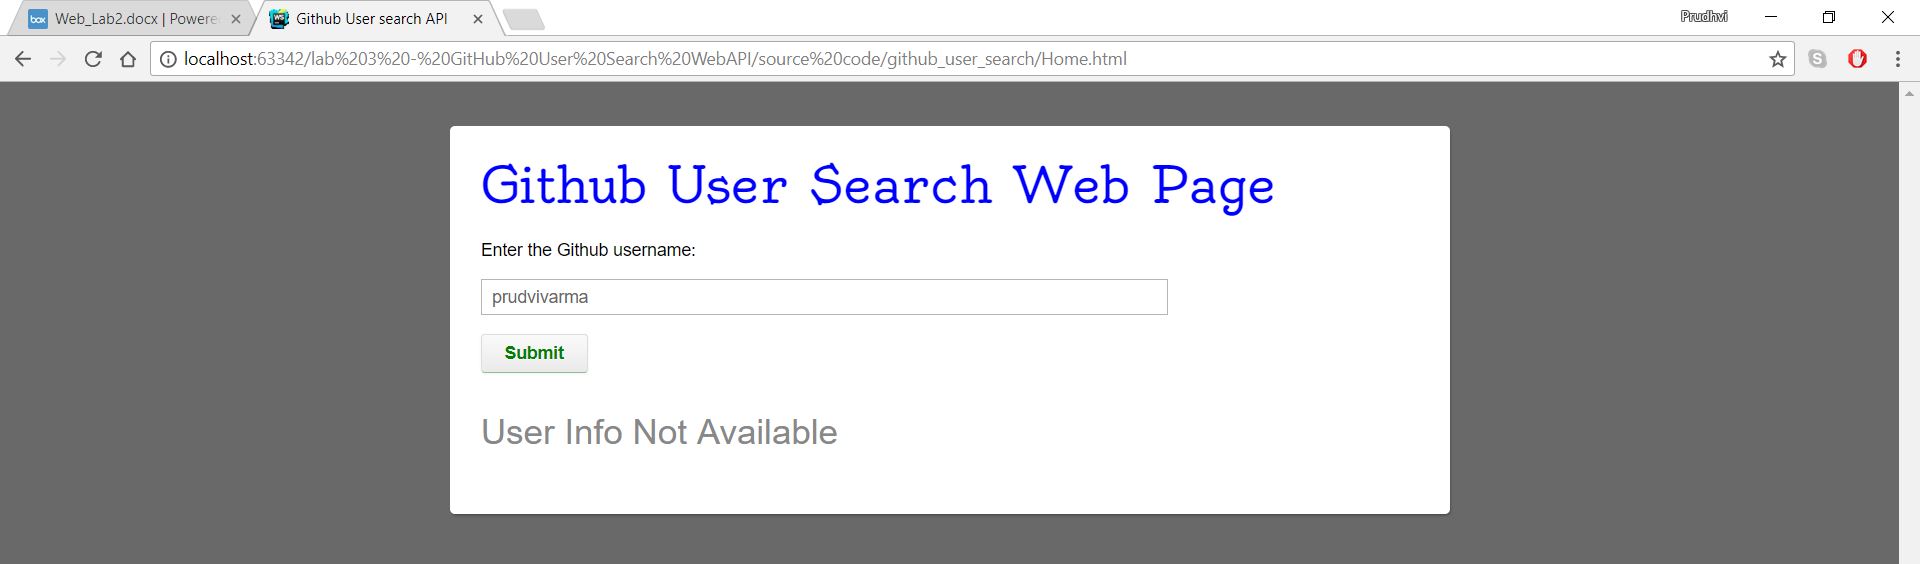 Web_Lab2.docx | Powere
Github User search API
Prudhvi
localhost:63342/lab%203%20-%20GitHub%20User%20Search%20WebAPI/source%20code/github_user_search/Home.html
Github User Search Web Page
Enter the Github username:
prudvivarma
Submit
User Info Not Available